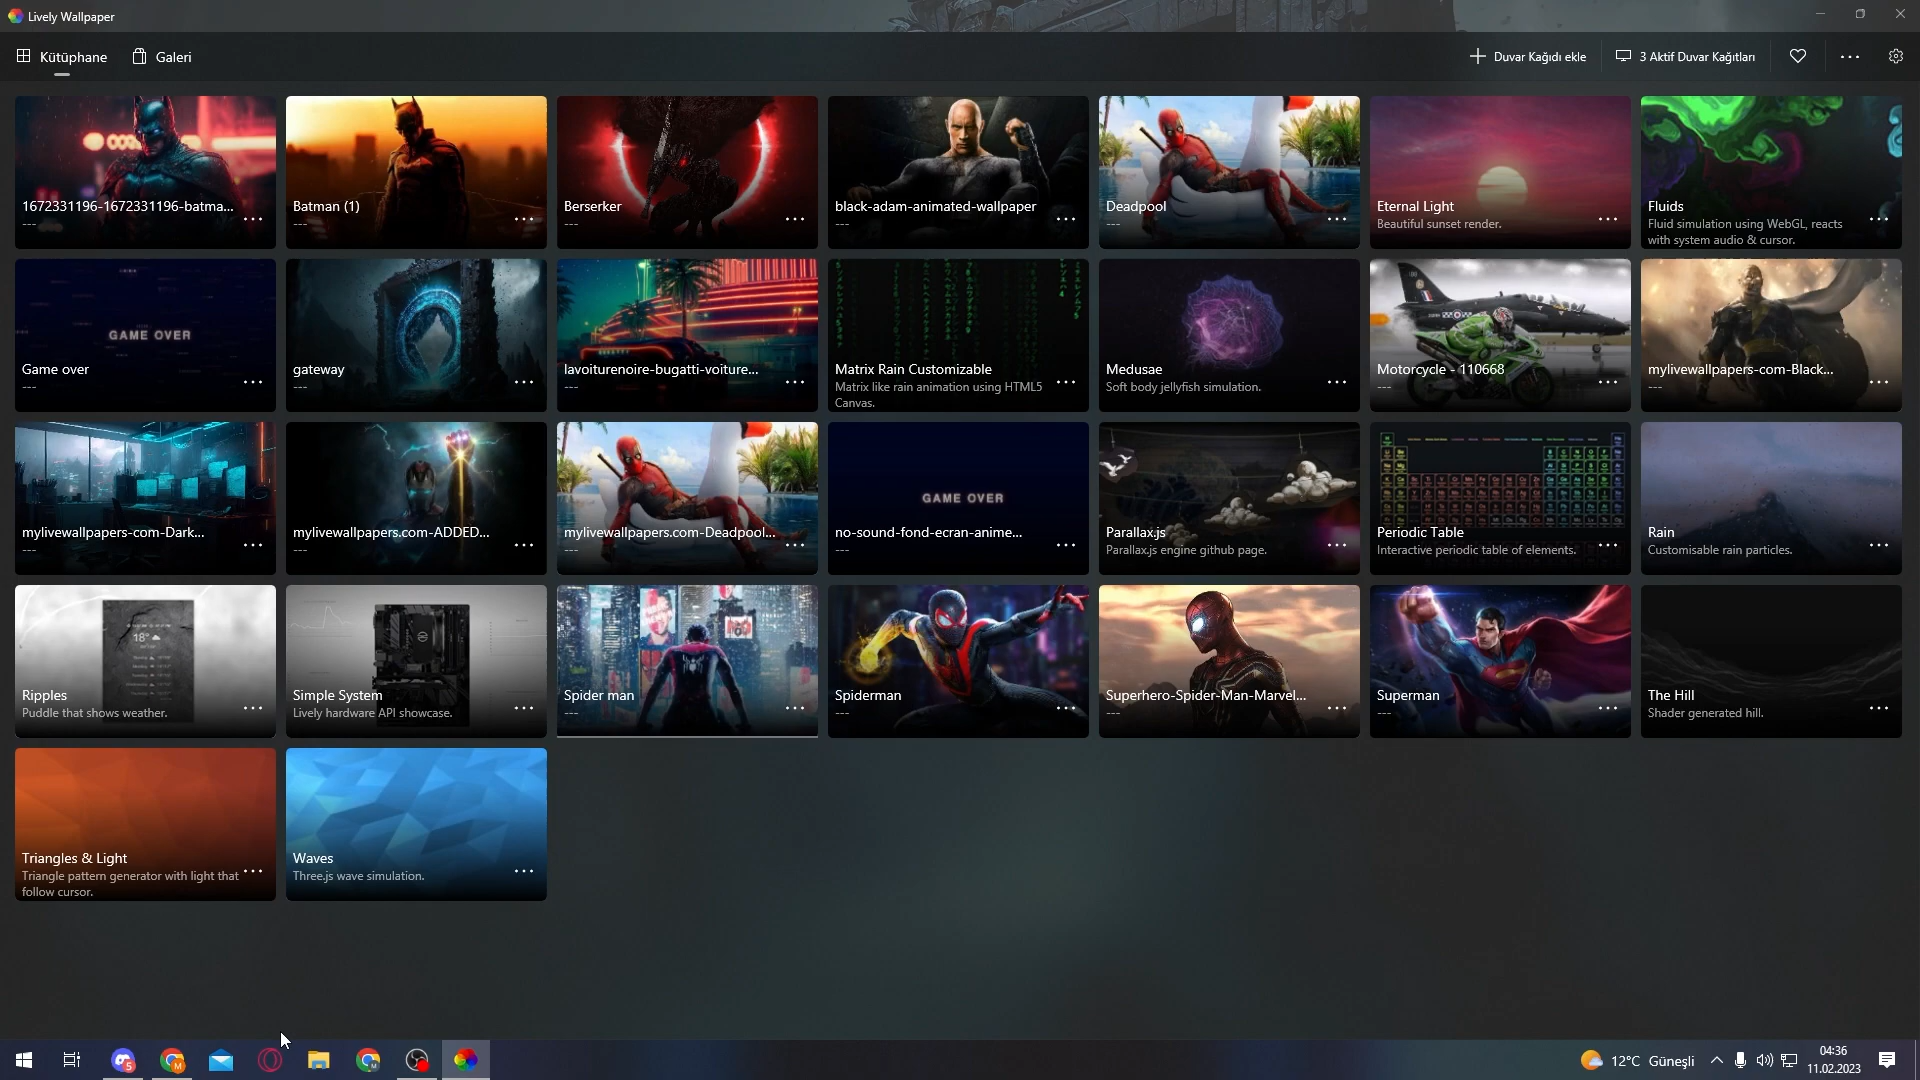 Lively Wallpaper
Kütüphane
Galeri
Duvar Kağıdı ekle
3 Aktif Duvar Kağıtları
1672331196-1672331196-batma...
---
Batman (1)
---
Berserker
---
black-adam-animated-wallpaper
---
Deadpool
---
Eternal Light
Beautiful sunset render.
Fluids
Fluid simulation using WebGL, reacts
with system audio & cursor.
GAME OVER
Game over
---
gateway
---
lavoiturenoire-bugatti-voiture...
---
Matrix Rain Customizable
Matrix like rain animation using HTML5
Canvas.
Medusae
Soft body jellyfish simulation.
Motorcycle - 110668
---
mylivewallpapers-com-Black...
---
mylivewallpapers-com-Dark...
---
mylivewallpapers.com-ADDED...
---
mylivewallpapers.com-Deadpool...
---
GAME OVER
no-sound-fond-ecran-anime...
---
Parallax.js
Parallax.js engine github page.
Periodic Table
Interactive periodic table of elements.
Rain
Customisable rain particles.
18°
Ripples
Puddle that shows weather.
Simple System
Lively hardware API showcase.
Spider man
---
Spiderman
---
Superhero-Spider-Man-Marvel...
---
Superman
---
The Hill
Shader generated hill.
Triangles & Light
Triangle pattern generator with light that
follow cursor.
Waves
Three.js wave simulation.
5
M
M
12°C Güneşli
04:36
11.02.2023